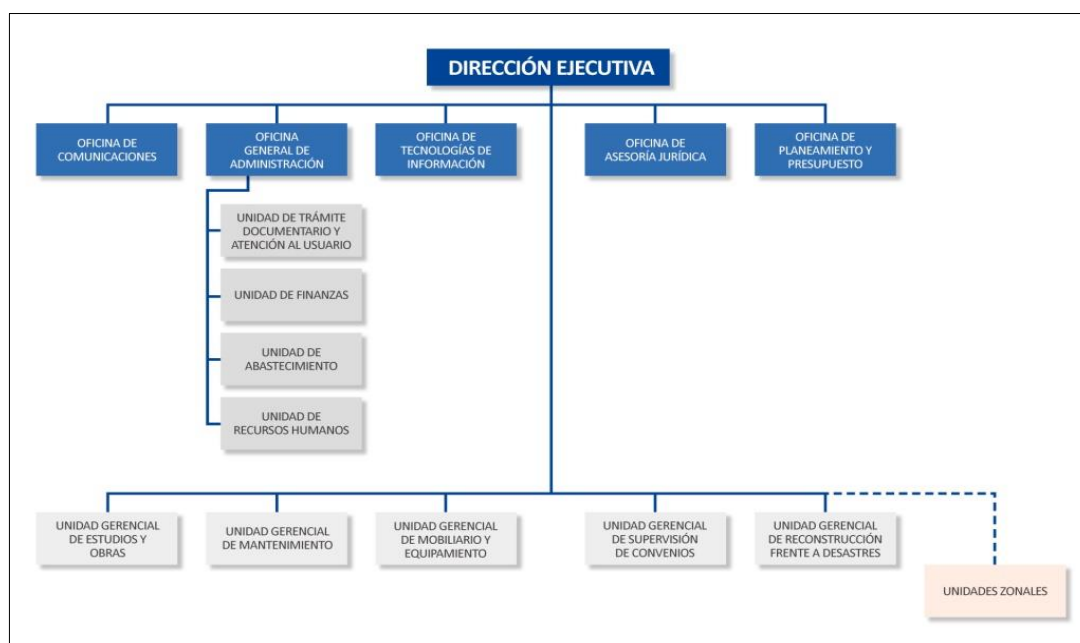 DIRECCIÓN EJECUTIVA
OFICINA DE
COMUNICACIONES
OFICINA
GENERAL DE
ADMINISTRACIÓN
OFICINA DE
TECNOLOGÍAS DE
INFORMACIÓN
OFICINA DE
ASESORÍA JURÍDICA
OFICINA DE
PLANEAMIENTO Y
PRESUPUESTO
UNIDAD DE TRÁMITE
DOCUMENTARIO Y
ATENCIÓN AL USUARIO
UNIDAD DE FINANZAS
UNIDAD DE
ABASTECIMIENTO
UNIDAD DE
RECURSOS HUMANOS
UNIDAD GERENCIAL
DE ESTUDIOS Y
OBRAS
UNIDAD GERENCIAL
DE MANTENIMIENTO
UNIDAD GERENCIAL
DE MOBILIARIO Y
EQUIPAMIENTO
UNIDAD GERENCIAL
DE SUPERVISIÓN
DE CONVENIOS
UNIDAD GERENCIAL
DE RECONSTRUCCIÓN
FRENTE A DESASTRES
UNIDADES ZONALES